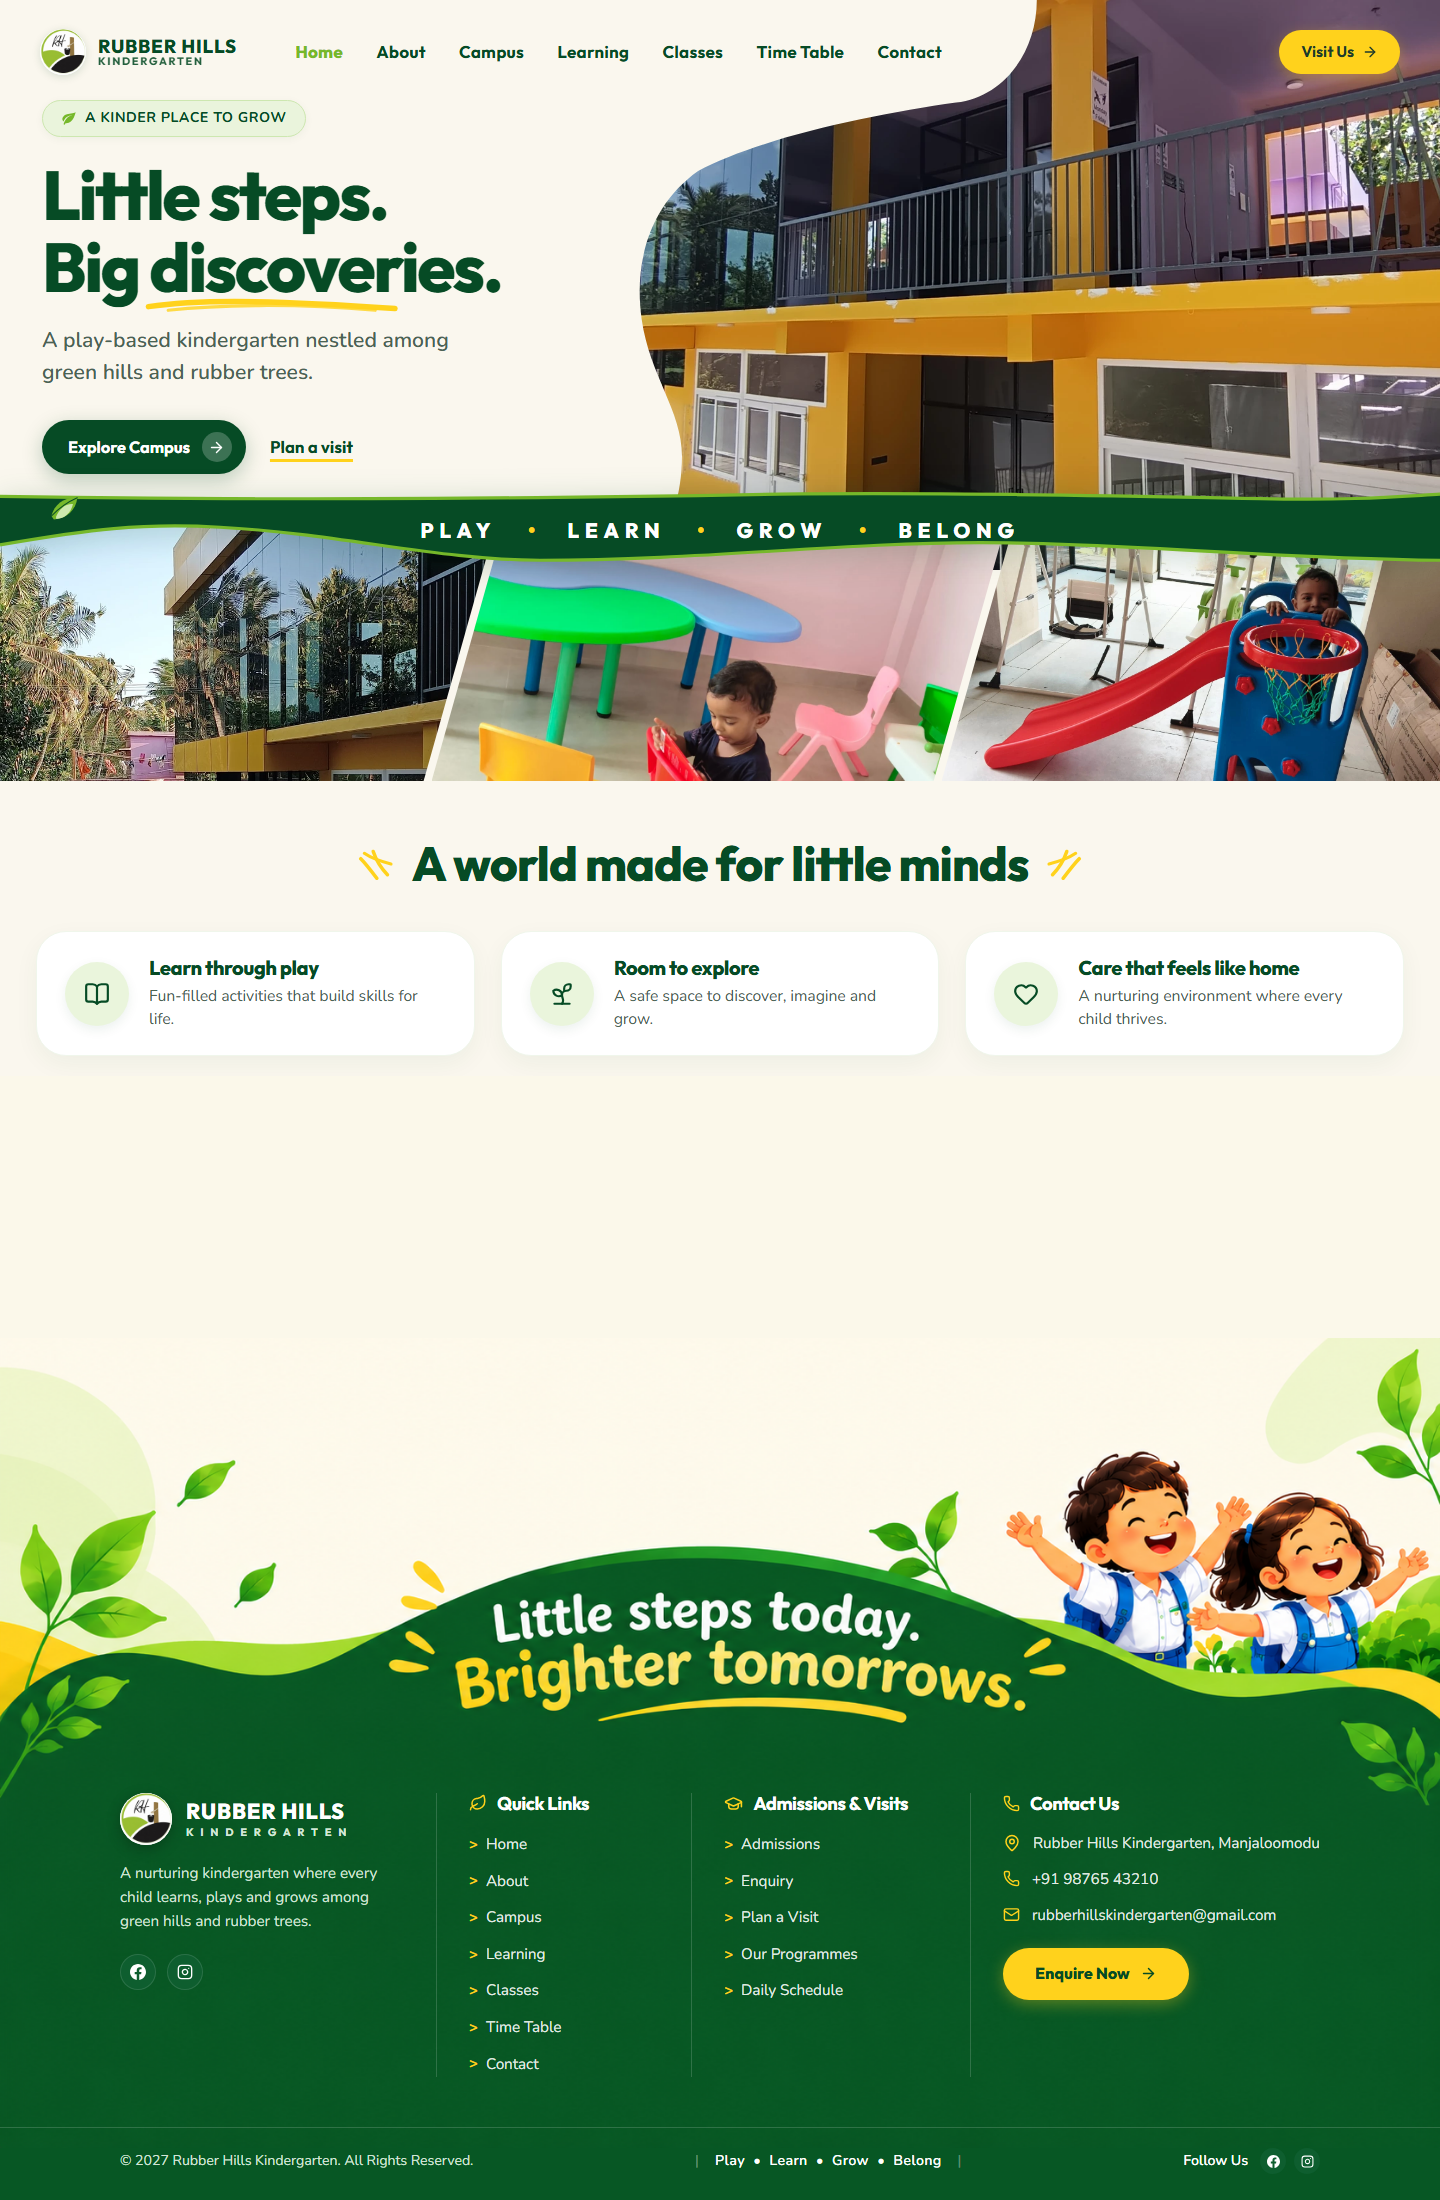 RUBBER HILLS
KINDERGARTEN
Home About Campus Learning Classes Time Table Contact
Visit Us
A KINDER PLACE TO GROW
Little steps.
Big discoveries.
A play-based kindergarten nestled among
green hills and rubber trees.
Explore Campus
Plan a visit
PLAY • LEARN • GROW • BELONG
A world made for little minds
Learn through play
Fun-filled activities that build skills for
life.
Room to explore
A safe space to discover, imagine and
grow.
Care that feels like home
A nurturing environment where every
child thrives.
Little steps today.
Brighter tomorrows.
RUBBER HILLS
KINDERGARTEN
A nurturing kindergarten where every
child learns, plays and grows among
green hills and rubber trees.
Quick Links
> Home
> About
> Campus
> Learning
> Classes
> Time Table
> Contact
Admissions & Visits
> Admissions
> Enquiry
> Plan a Visit
> Our Programmes
> Daily Schedule
Contact Us
Rubber Hills Kindergarten, Manjaloomodu
+91 98765 43210
rubberhillskindergarten@gmail.com
Enquire Now
© 2027 Rubber Hills Kindergarten. All Rights Reserved.
| Play • Learn • Grow • Belong |
Follow Us